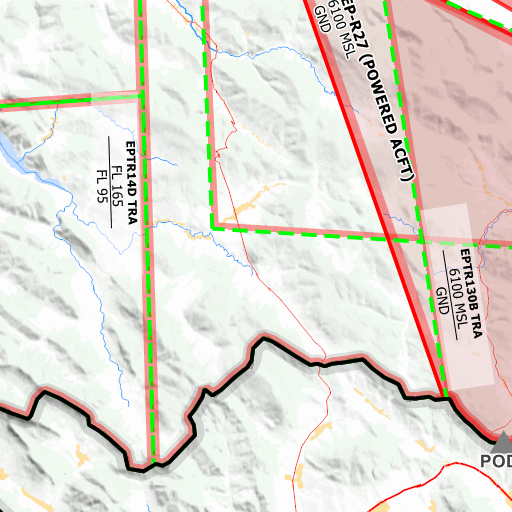 EP-R27 (POWERED ACFT)
6100 MSL
GND
EPTR14D TRA
FL 165
FL 95
EPTR130B TRA
6100 MSL
GND
POD